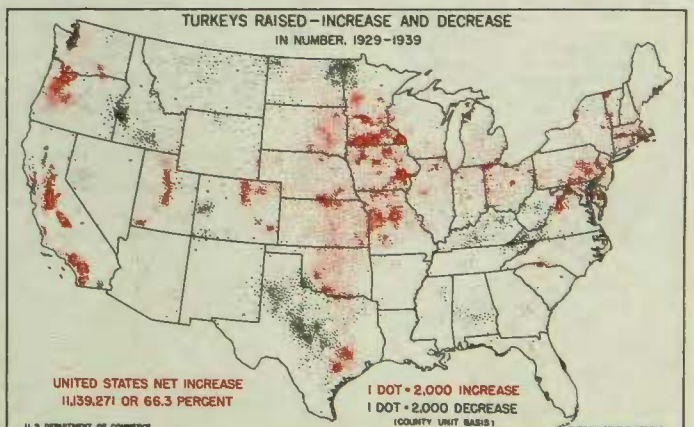 TURKEYS RAISED-INCREASE AND DECREASE
IN NUMBER, 1929-1939
UNITED STATES NET INCREASE
11,139,271 OR 66.3 PERCENT
1 DOT = 2,000 INCREASE
1 DOT = 2,000 DECREASE
(COUNTY UNIT BASIS)
U.S. DEPARTMENT OF COMMERCE